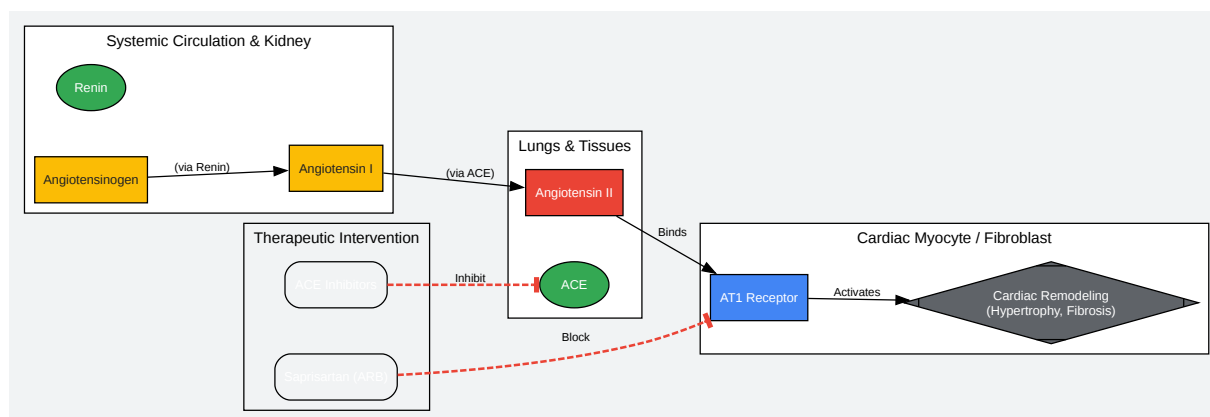 Systemic Circulation & Kidney
Renin
Angiotensinogen
(via Renin)
Angiotensin I
(via ACE)
Lungs & Tissues
Angiotensin II
ACE
Binds
Therapeutic Intervention
ACE Inhibitors
Inhibit
Saprisartan (ARB)
Block
Cardiac Myocyte / Fibroblast
AT1 Receptor
Activates
Cardiac Remodeling
(Hypertrophy, Fibrosis)